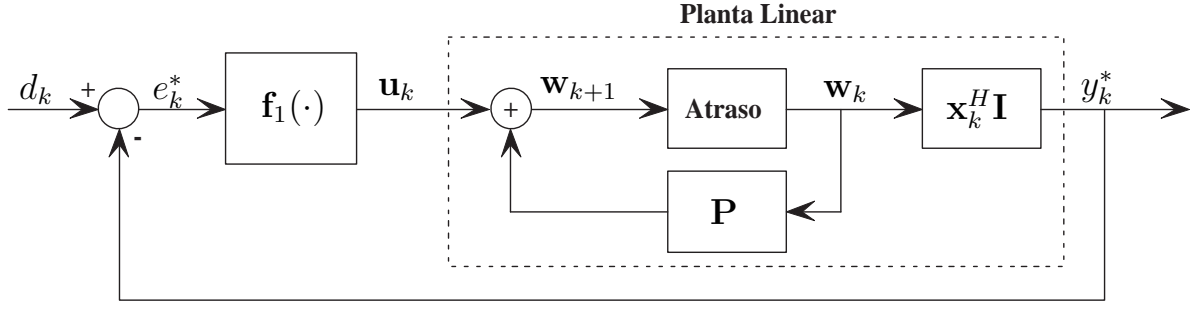 Planta Linear
d_k
+
e_k^*
-
f_1(·)
u_k
+
w_{k+1}
Atraso
w_k
x_k^H I
y_k^*
P